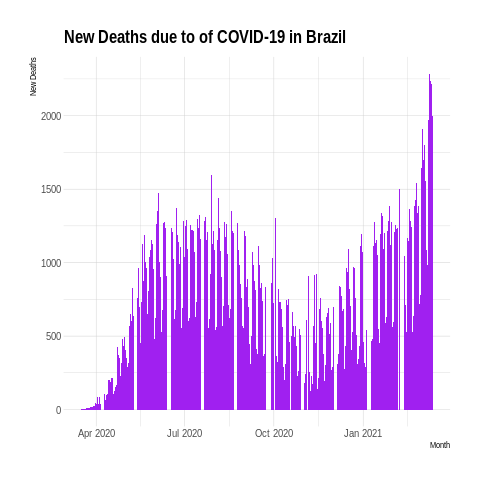 New Deaths due to of COVID-19 in Brazil
New Deaths
2000
1500
1000
500
0
Apr 2020 Jul 2020 Oct 2020 Jan 2021
Month